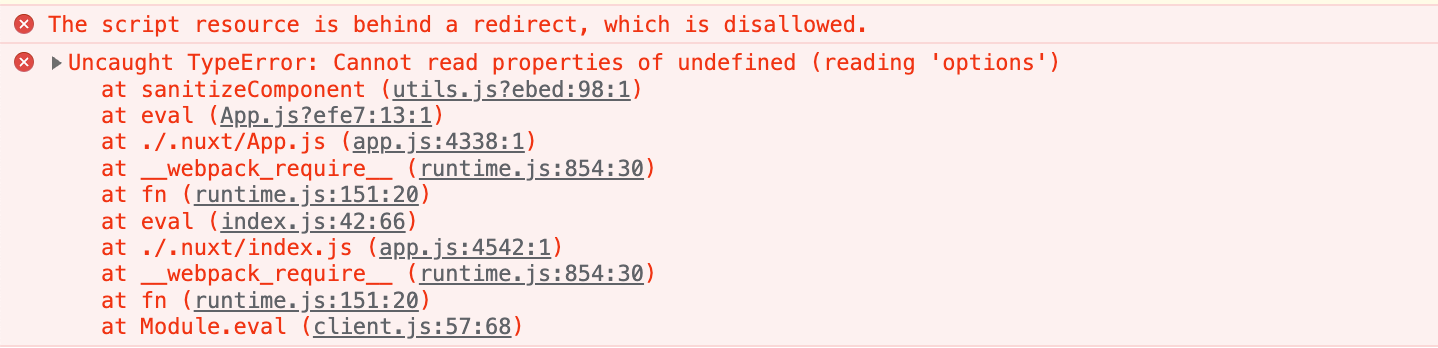 The script resource is behind a redirect, which is disallowed.
Uncaught TypeError: Cannot read properties of undefined (reading 'options')
at sanitizeComponent (utils.js?ebed:98:1)
at eval (App.js?efe7:13:1)
at ./.nuxt/App.js (app.js:4338:1)
at __webpack_require__ (runtime.js:854:30)
at fn (runtime.js:151:20)
at eval (index.js:42:66)
at ./.nuxt/index.js (app.js:4542:1)
at __webpack_require__ (runtime.js:854:30)
at fn (runtime.js:151:20)
at Module.eval (client.js:57:68)